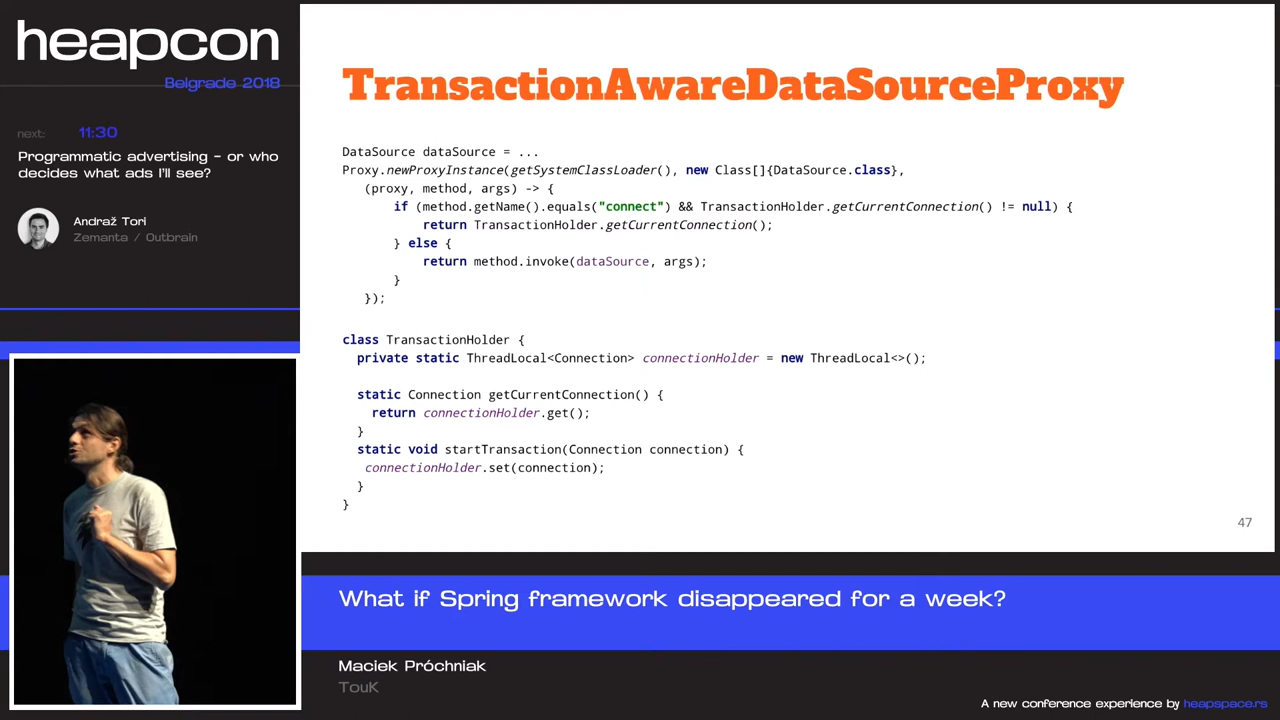 heapcon
Belgrade 2018
next: 11:30
Programmatic advertising - or who
decides what ads I'll see?
Andraž Tori
Zemanta / Outbrain
TransactionAwareDataSourceProxy
DataSource dataSource = ...
Proxy.newProxyInstance(getSystemClassLoader(), new Class[]{DataSource.class},
(proxy, method, args) -> {
if (method.getName().equals("connect") && TransactionHolder.getCurrentConnection() != null) {
return TransactionHolder.getCurrentConnection();
} else {
return method.invoke(dataSource, args);
}
});
class TransactionHolder {
private static ThreadLocal<Connection> connectionHolder = new ThreadLocal<>();
static Connection getCurrentConnection() {
return connectionHolder.get();
}
static void startTransaction(Connection connection) {
connectionHolder.set(connection);
}
}
47
What if Spring framework disappeared for a week?
Maciek Próchniak
TouK
A new conference experience by heapspace.rs